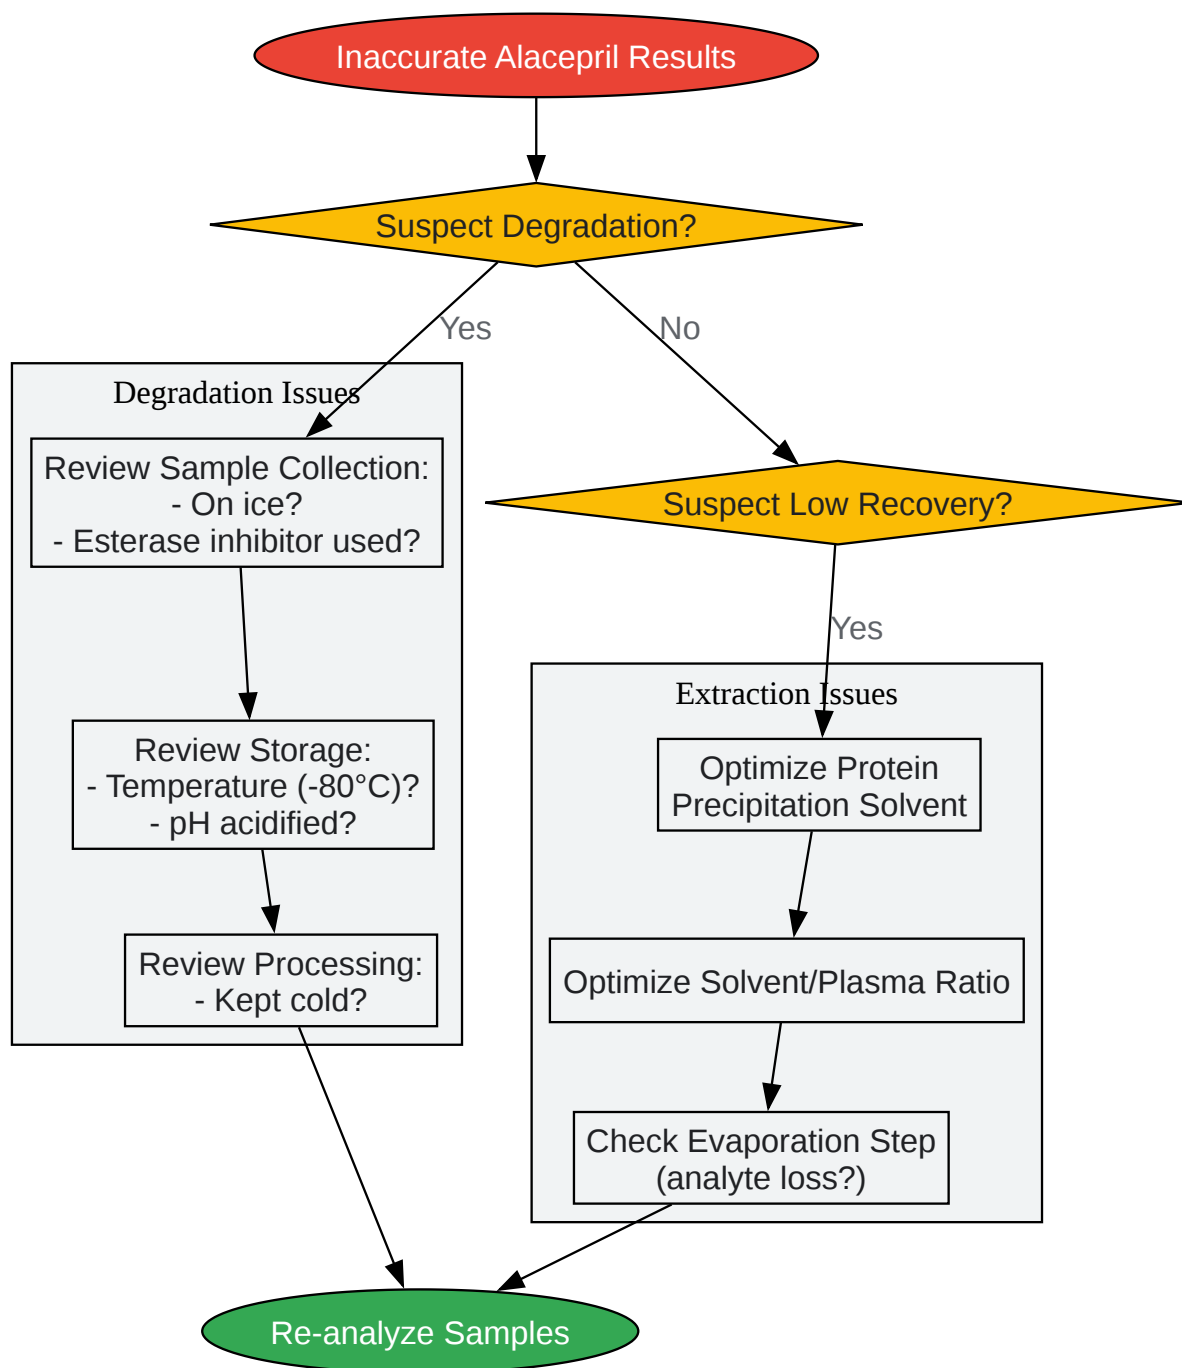 Inaccurate Alacepril Results
Suspect Degradation?
Yes
No
Degradation Issues
Review Sample Collection:
- On ice?
- Esterase inhibitor used?
Suspect Low Recovery?
Yes
Extraction Issues
Review Storage:
- Temperature (-80°C)?
- pH acidified?
Optimize Protein
Precipitation Solvent
Review Processing:
- Kept cold?
Optimize Solvent/Plasma Ratio
Check Evaporation Step
(analyte loss?)
Re-analyze Samples